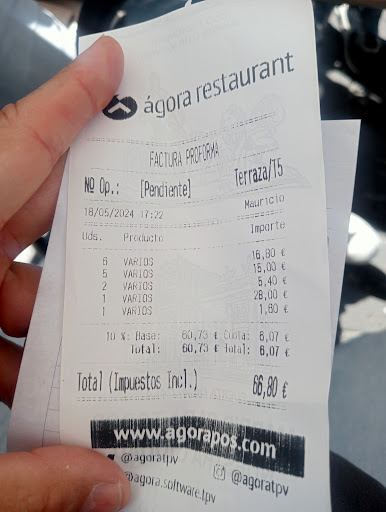 ágora restaurant
FACTURA PROFORMA
Nº Op.: [Pendiente] Terraza/T5
18/05/2024 17:22 Mauricio
Uds. Producto Importe
6 VARIOS 16,80 €
5 VARIOS 15,00 €
2 VARIOS 5,40 €
1 VARIOS 28,00 €
1 VARIOS 1,60 €
10 %: Base: 60,73 € Cuota: 6,07 €
Total: 60,73 € Total: 6,07 €
Total (Impuestos Incl.) 66,80 €
www.agorapos.com
@agoratpv
@agoratpv
agora.software.tpv